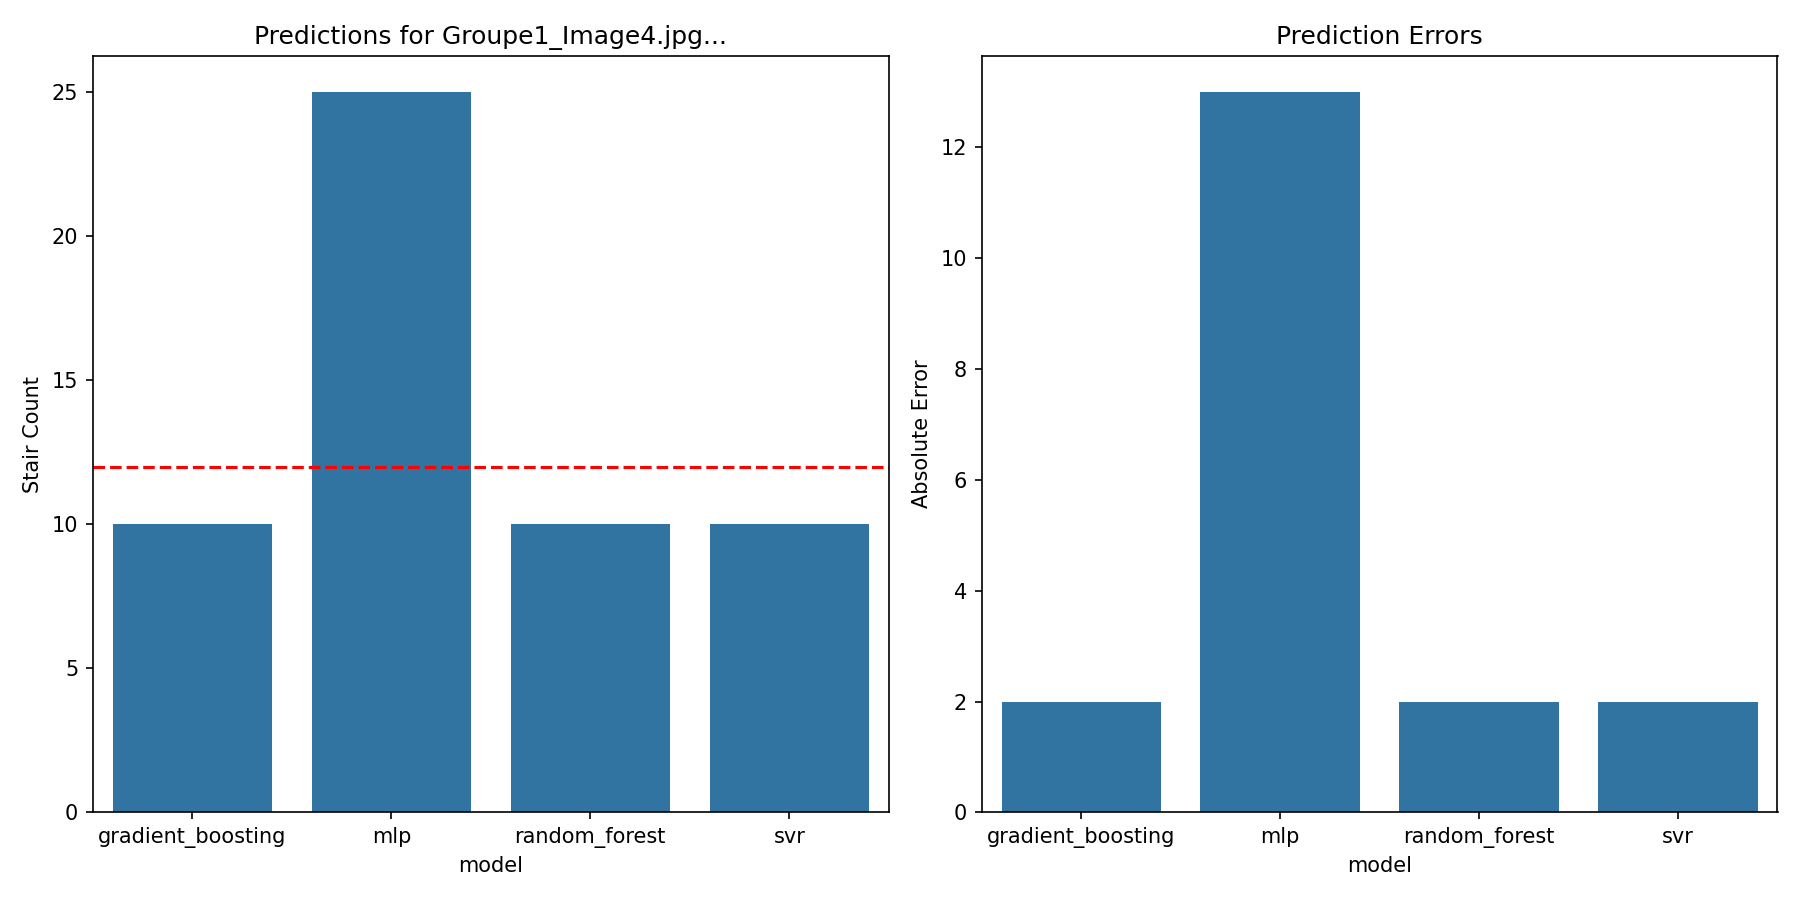 Predictions for Groupe1_Image4.jpg...
Stair Count
25
20
15
10
5
0
gradient_boosting
mlp
random_forest
svr
model
Prediction Errors
Absolute Error
12
10
8
6
4
2
0
gradient_boosting
mlp
random_forest
svr
model